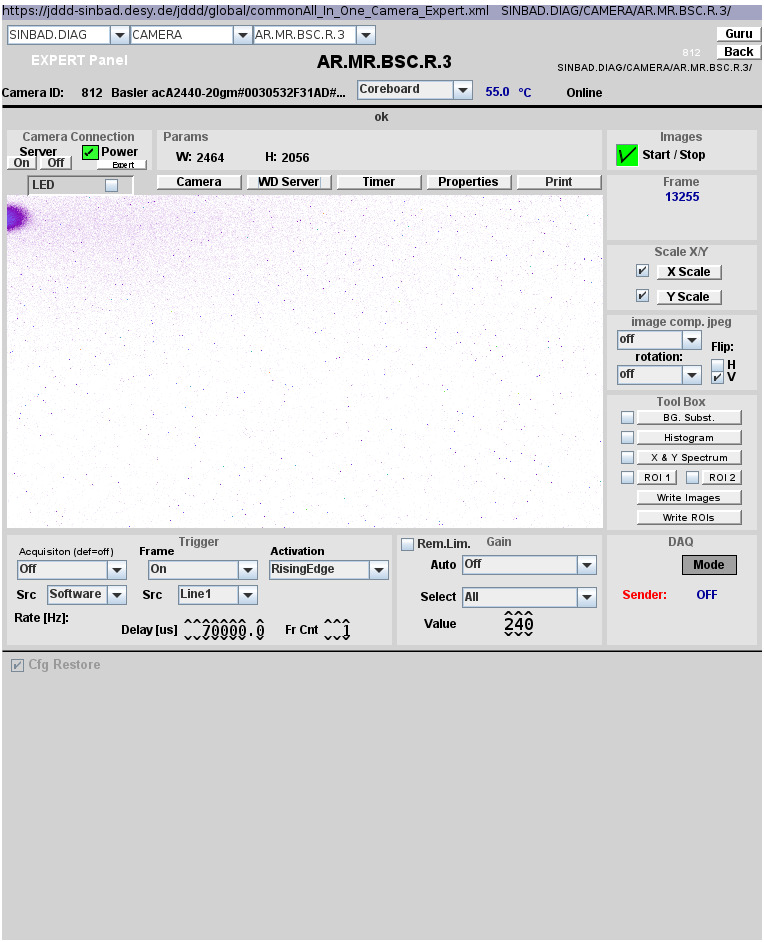 https://jddd-sinbad.desy.de/jddd/global/commonAll_In_One_Camera_Expert.xml   SINBAD.DIAG/CAMERA/AR.MR.BSC.R.3/
SINBAD.DIAG CAMERA AR.MR.BSC.R.3 Guru
812 Back
EXPERT Panel AR.MR.BSC.R.3 SINBAD.DIAG/CAMERA/AR.MR.BSC.R.3/
Camera ID: 812 Basler acA2440-20gm#0030532F31AD#... Coreboard 55.0 °C Online
ok
Camera Connection Params Images
Server Power W: 2464 H: 2056 Start / Stop
On Off Expert
LED Camera WD Server Timer Properties Print Frame
13255
Scale X/Y
X Scale
Y Scale
image comp. jpeg
off Flip:
rotation: H
off V
Tool Box
BG. Subst.
Histogram
X & Y Spectrum
ROI 1 ROI 2
Write Images
Write ROIs
Trigger Rem.Lim. Gain DAQ
Acquisiton (def=off) Frame Activation
Off On RisingEdge Auto Off Mode
Src Software Src Line1 Select All Sender: OFF
Rate [Hz]:
Delay [us] 70000.0 Fr Cnt 1 Value 240
Cfg Restore